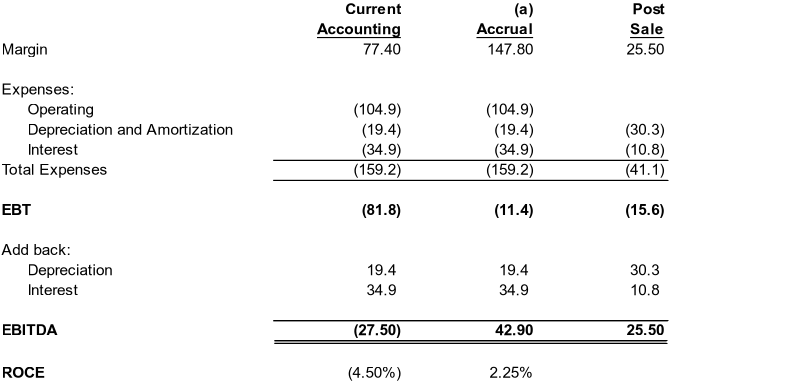 Current (a) Post
Accounting Accrual Sale
Margin 77.40 147.80 25.50
Expenses:
Operating (104.9) (104.9)
Depreciation and Amortization (19.4) (19.4) (30.3)
Interest (34.9) (34.9) (10.8)
Total Expenses (159.2) (159.2) (41.1)
EBT (81.8) (11.4) (15.6)
Add back:
Depreciation 19.4 19.4 30.3
Interest 34.9 34.9 10.8
EBITDA (27.50) 42.90 25.50
ROCE (4.50%) 2.25%